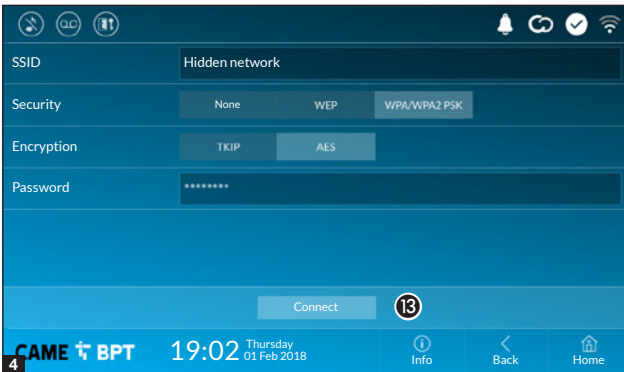 SSID Hidden network
Security None WEP WPA/WPA2 PSK
Encryption TKIP AES
Password ********
Connect 13
4 CAME BPT 19:02 Thursday 01 Feb 2018 Info Back Home